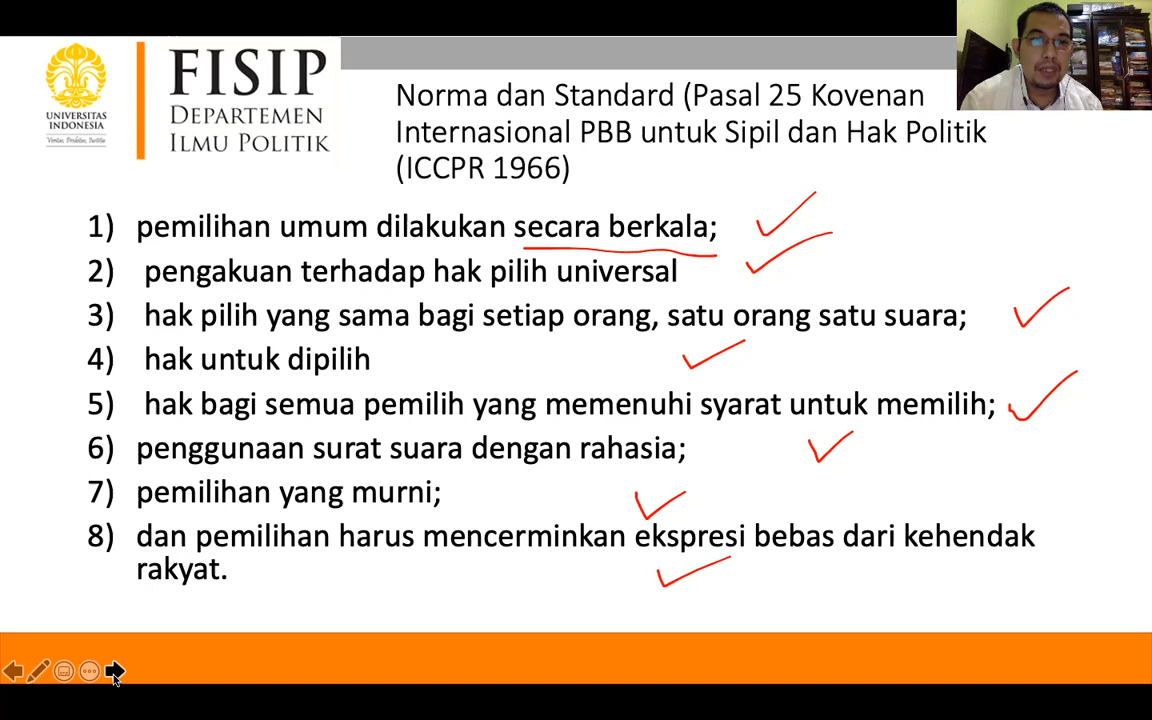 UNIVERSITAS
INDONESIA
Veritas, Probitas, Iustitia
FISIP
DEPARTEMEN
ILMU POLITIK
Norma dan Standard (Pasal 25 Kovenan
Internasional PBB untuk Sipil dan Hak Politik
(ICCPR 1966)
1) pemilihan umum dilakukan secara berkala;
2) pengakuan terhadap hak pilih universal
3) hak pilih yang sama bagi setiap orang, satu orang satu suara;
4) hak untuk dipilih
5) hak bagi semua pemilih yang memenuhi syarat untuk memilih;
6) penggunaan surat suara dengan rahasia;
7) pemilihan yang murni;
8) dan pemilihan harus mencerminkan ekspresi bebas dari kehendak
rakyat.